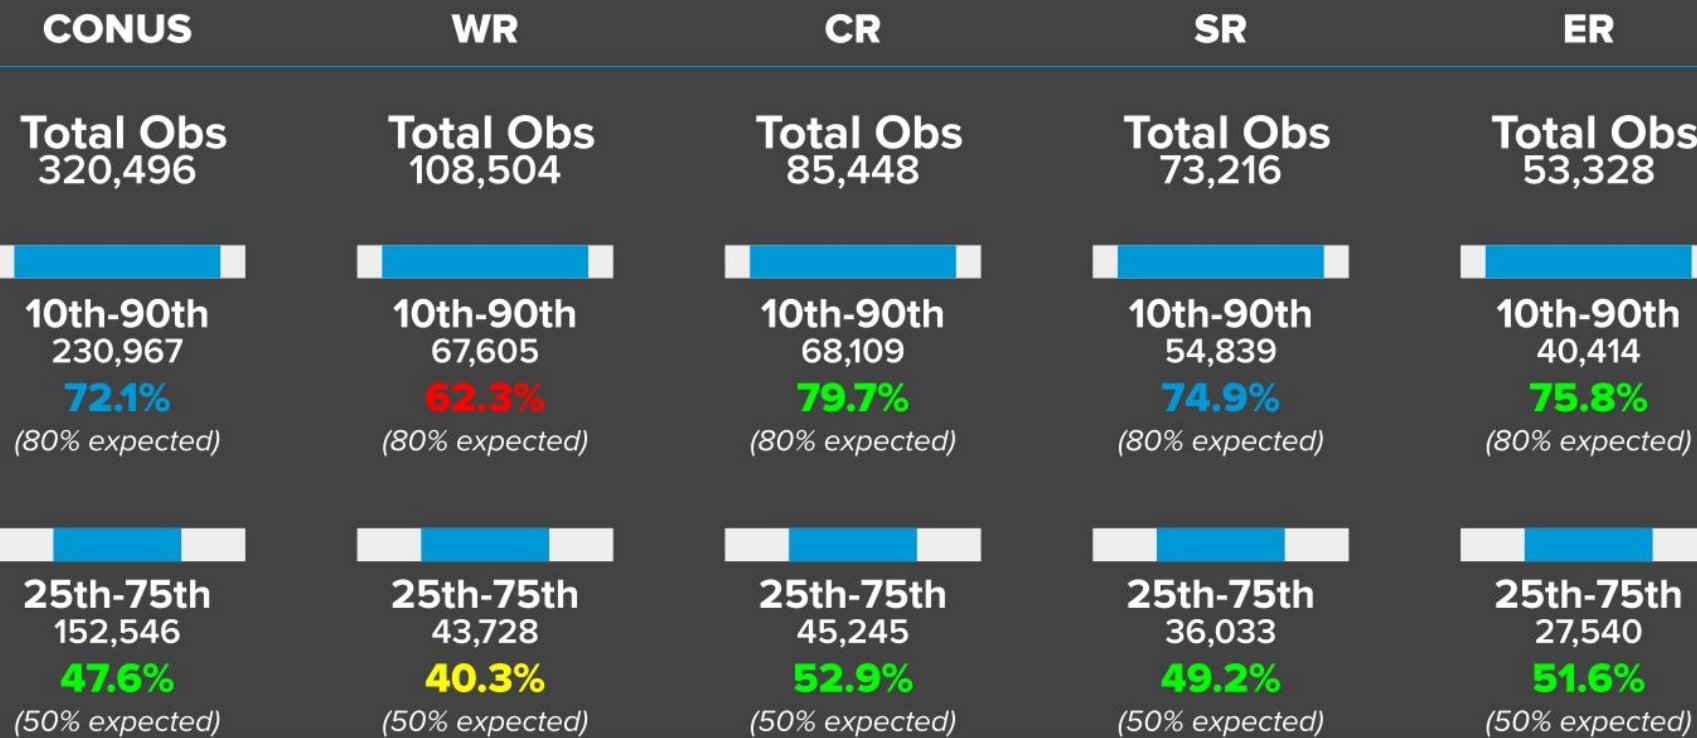 CONUS WR CR SR ER
Total Obs Total Obs Total Obs Total Obs Total Obs
320,496 108,504 85,448 73,216 53,328
10th-90th 10th-90th 10th-90th 10th-90th 10th-90th
230,967 67,605 68,109 54,839 40,414
72.1% 62.3% 79.7% 74.9% 75.8%
(80% expected) (80% expected) (80% expected) (80% expected) (80% expected)
25th-75th 25th-75th 25th-75th 25th-75th 25th-75th
152,546 43,728 45,245 36,033 27,540
47.6% 40.3% 52.9% 49.2% 51.6%
(50% expected) (50% expected) (50% expected) (50% expected) (50% expected)